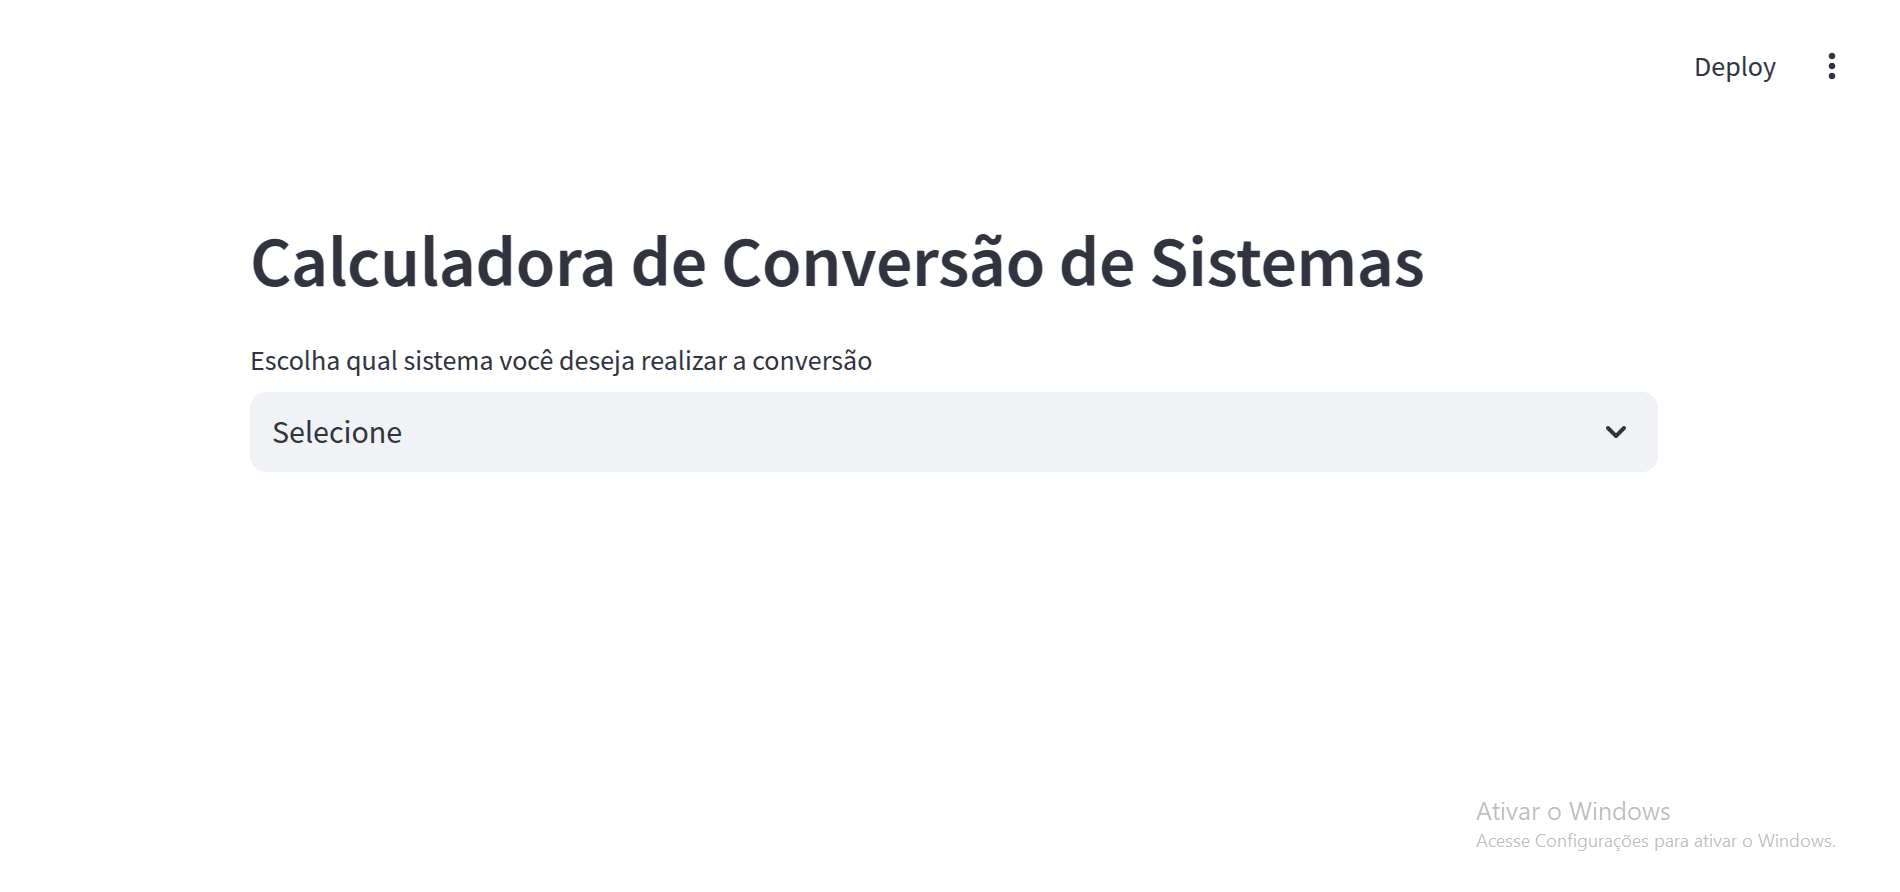 Deploy
Calculadora de Conversão de Sistemas
Escolha qual sistema você deseja realizar a conversão
Selecione
Ativar o Windows
Acesse Configurações para ativar o Windows.